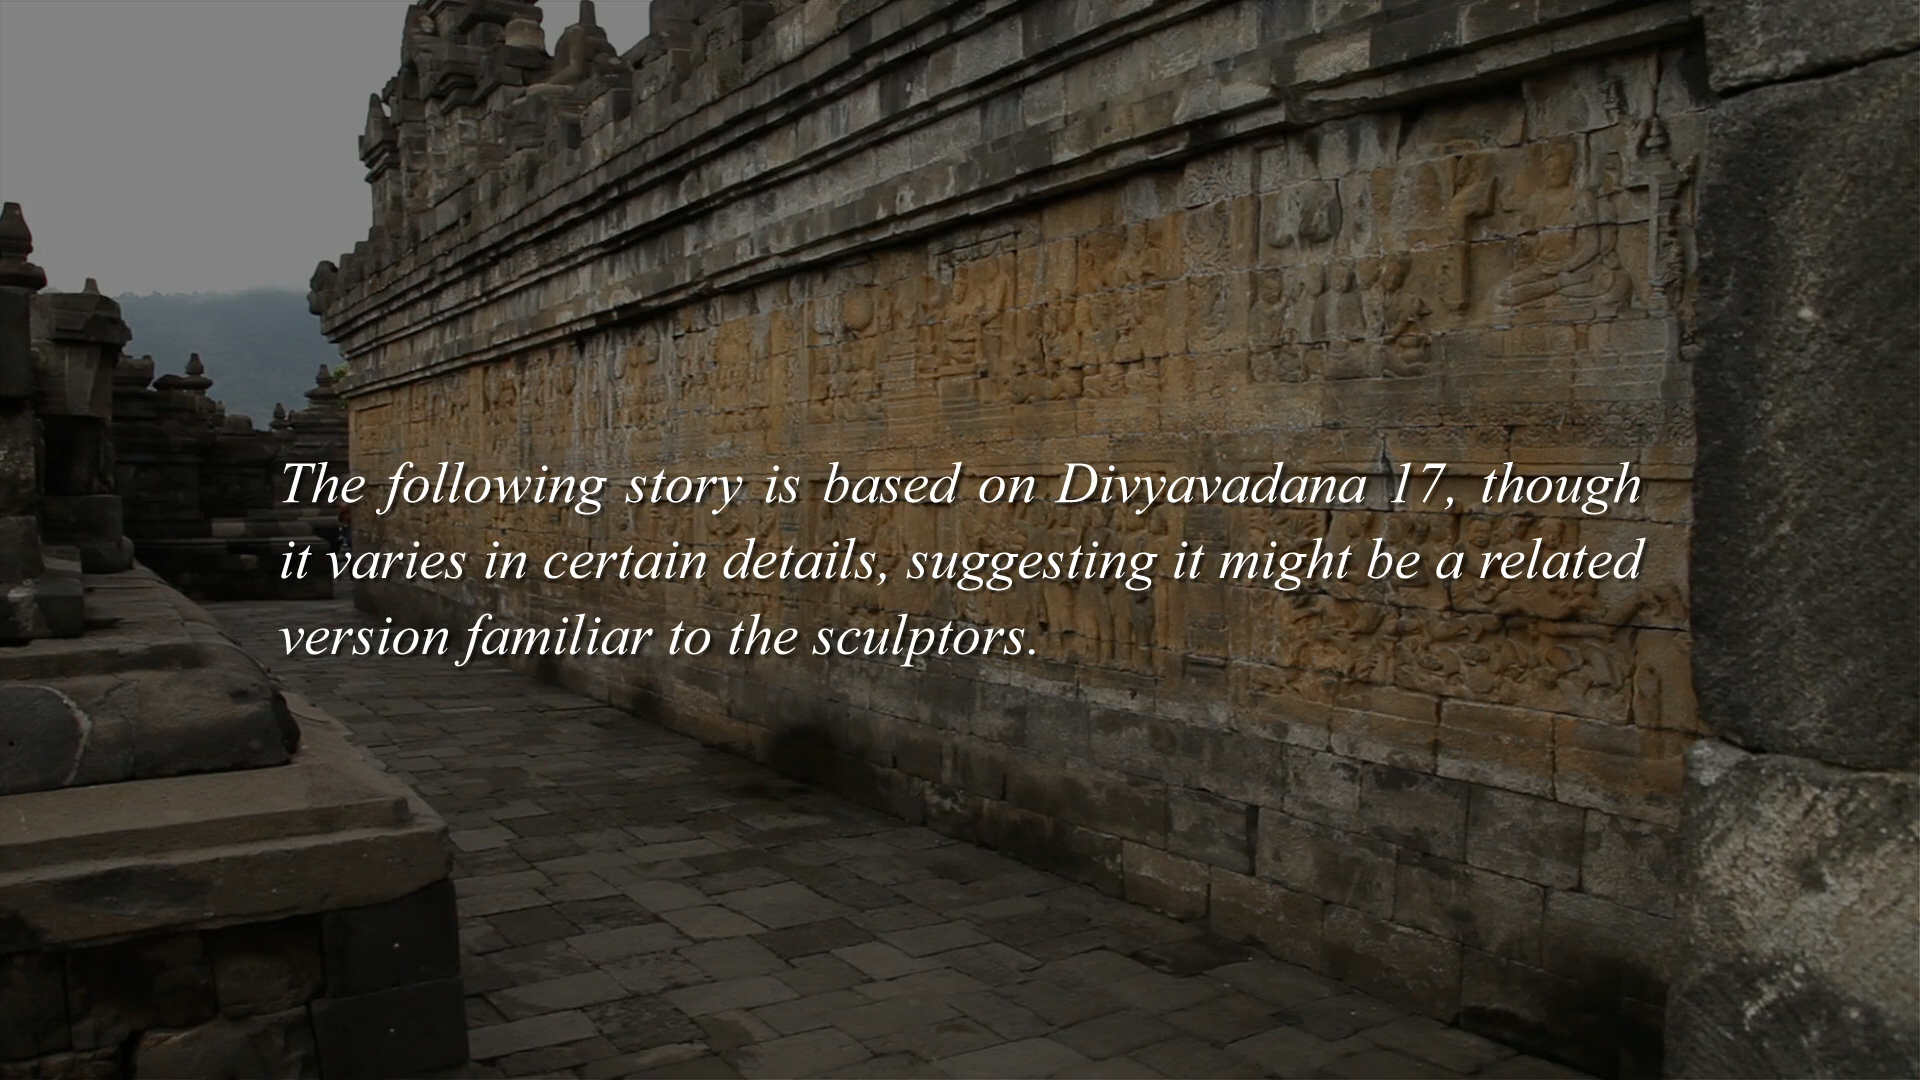 The following story is based on Divyavadana 17, though
it varies in certain details, suggesting it might be a related
version familiar to the sculptors.